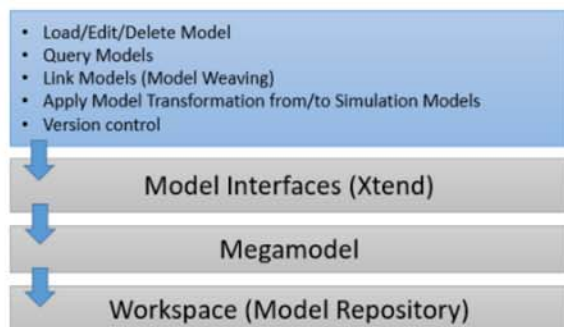 • Load/Edit/Delete Model
• Query Models
• Link Models (Model Weaving)
• Apply Model Transformation from/to Simulation Models
• Version control
Model Interfaces (Xtend)
Megamodel
Workspace (Model Repository)